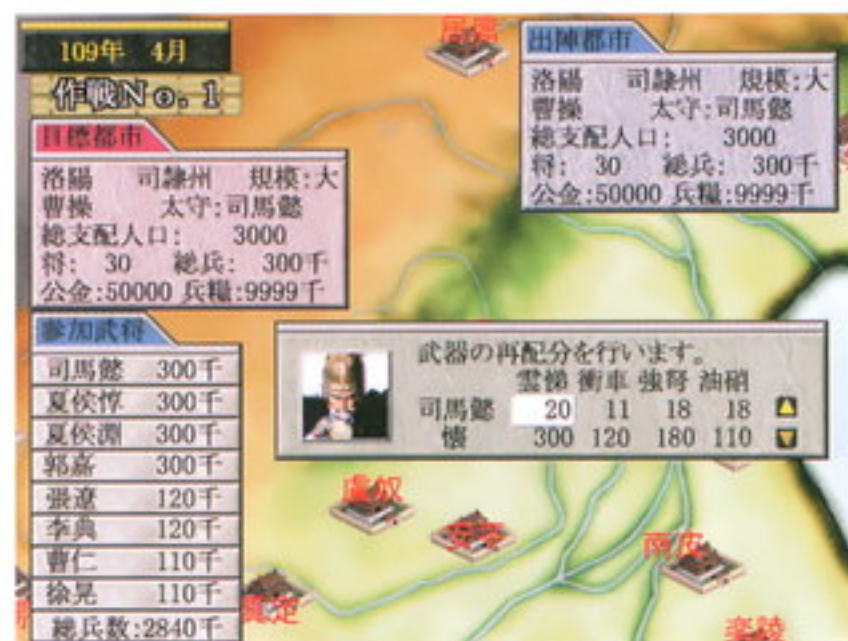 109年 4月
作戦No.1
出陣都市
洛陽 司隷州 規模:大
曹操 太守:司馬懿
総支配人口: 3000
将: 30 総兵: 300千
公金:50000 兵糧:9999千
目標都市
洛陽 司隷州 規模:大
曹操 太守:司馬懿
総支配人口: 3000
将: 30 総兵: 300千
公金:50000 兵糧:9999千
参加武将
司馬懿 300千
夏侯惇 300千
夏侯淵 300千
郭嘉 300千
張遼 120千
李典 120千
曹仁 110千
徐晃 110千
総兵数:2840千
武器の再配分を行います。
雲梯 衝車 強弩 油硝
司馬懿 20 11 18 18
懐 300 120 180 110
盧奴
南皮
楽陵